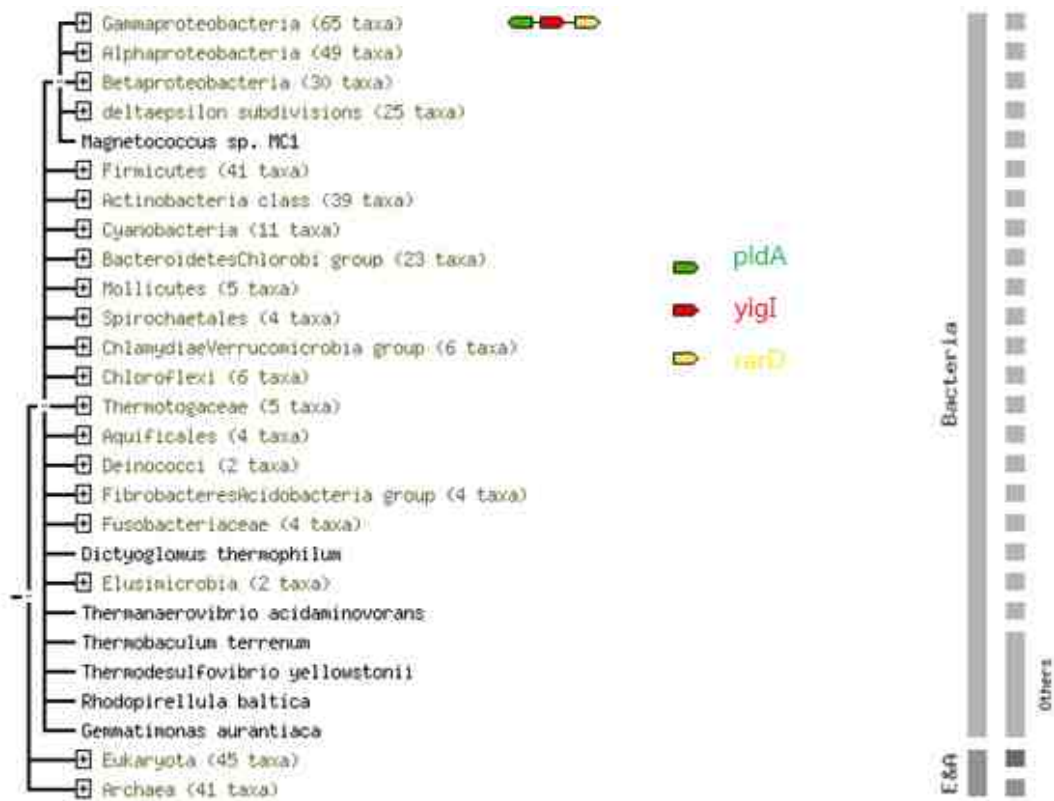 Gammaproteobacteria (65 taxa)
Alphaproteobacteria (49 taxa)
Betaproteobacteria (30 taxa)
deltaepsilon subdivisions (25 taxa)
Magnetococcus sp. MC1
Firmicutes (41 taxa)
Actinobacteria class (39 taxa)
Cyanobacteria (11 taxa)
BacteroidetesChlorobi group (23 taxa)
pldA
Mollicutes (5 taxa)
yigI
Spirochaetales (4 taxa)
ChlamydiaeVerrucomicrobia group (6 taxa)
rarD
Chloroflexi (6 taxa)
Thermotogaceae (5 taxa)
Aquificales (4 taxa)
Deinococci (2 taxa)
FibrobacteresAcidobacteria group (4 taxa)
Fusobacteriaceae (4 taxa)
Dictyoglomus thermophilum
Elusimicrobia (2 taxa)
Thermanaerovibrio acidaminovorans
Thermobaculum terrenum
Thermodesulfovibrio yellowstonii
Rhodopirellula baltica
Gemmatimonas aurantiaca
Eukaryota (45 taxa)
Archaea (41 taxa)
Bacteria
E&A
Others